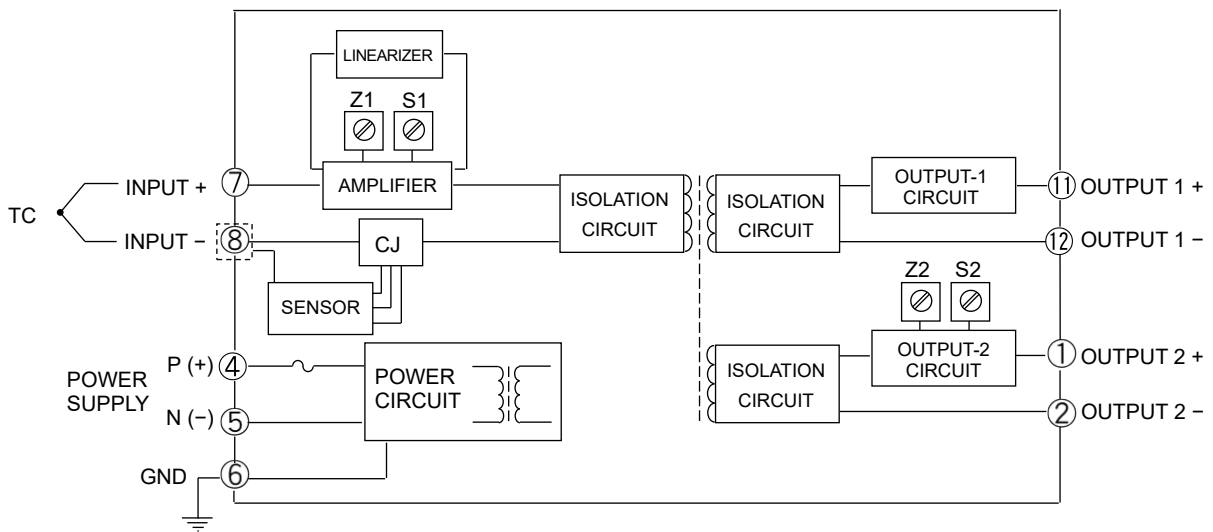 LINEARIZER
Z1 S1
AMPLIFIER
TC
INPUT + 7
INPUT − 8
CJ
SENSOR
ISOLATION
CIRCUIT
ISOLATION
CIRCUIT
OUTPUT-1
CIRCUIT
11 OUTPUT 1 +
12 OUTPUT 1 −
Z2 S2
OUTPUT-2
CIRCUIT
ISOLATION
CIRCUIT
1 OUTPUT 2 +
2 OUTPUT 2 −
POWER
SUPPLY
P (+) 4
N (−) 5
POWER
CIRCUIT
GND 6